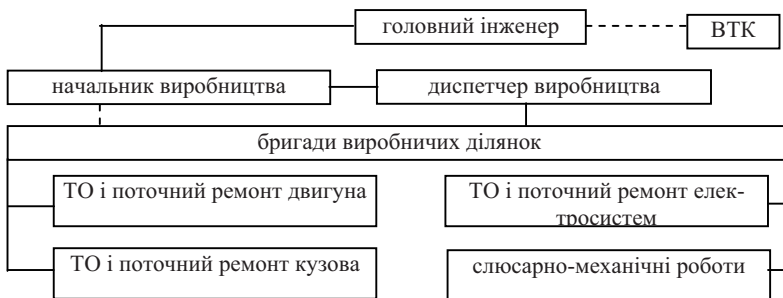 головний інженер
ВТК
начальник виробництва
диспетчер виробництва
бригади виробничих ділянок
ТО і поточний ремонт двигуна
ТО і поточний ремонт елек-
тросистем
ТО і поточний ремонт кузова
слюсарно-механічні роботи